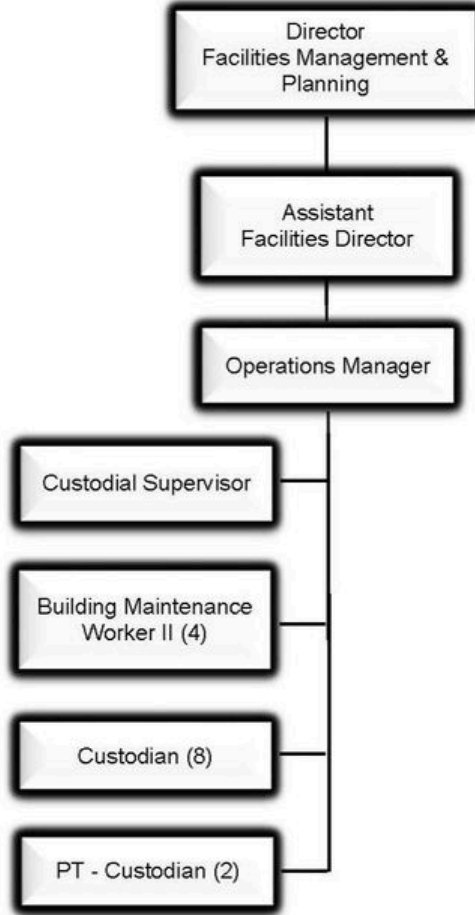 Director
Facilities Management &
Planning
Assistant
Facilities Director
Operations Manager
Custodial Supervisor
Building Maintenance
Worker II (4)
Custodian (8)
PT - Custodian (2)